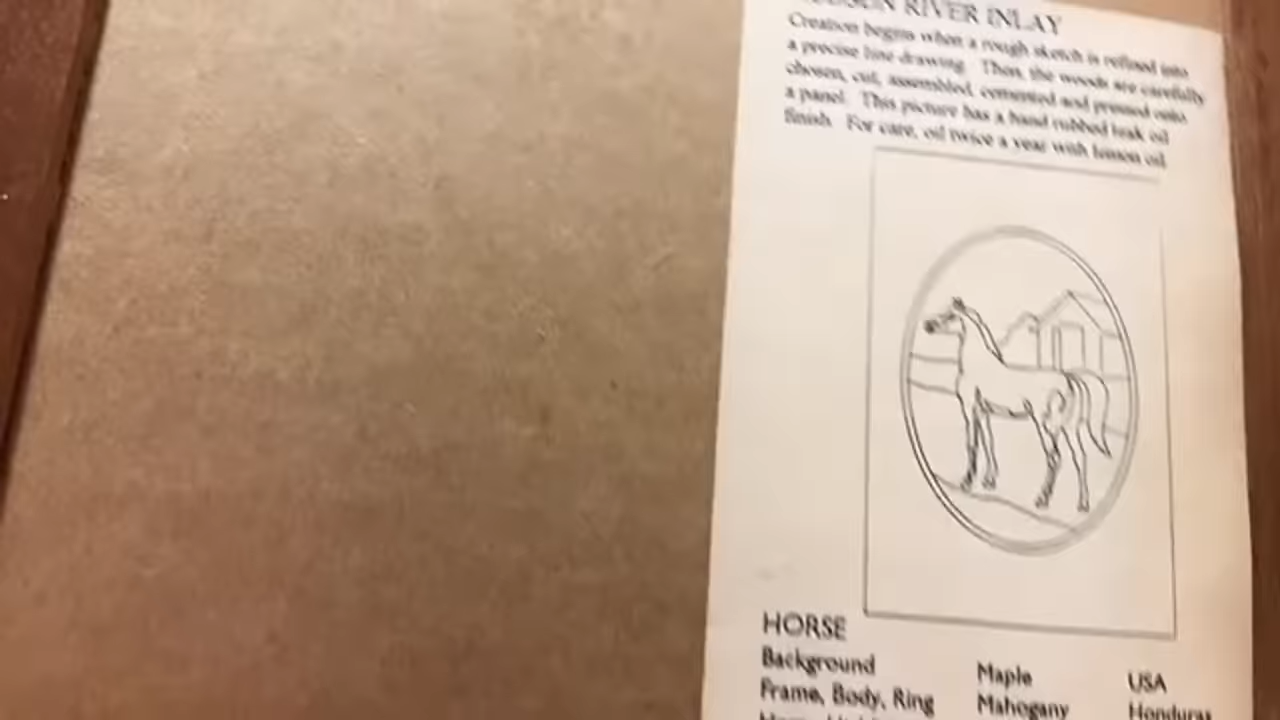 RIVER INLAY
Creation begins when a rough sketch is refined into
a precise line drawing. Then, the woods are carefully
chosen, cut, assembled, cemented and pressed onto
a panel. This picture has a hand rubbed teak oil
finish. For care, oil twice a year with lemon oil.
HORSE
Background Maple USA
Frame, Body, Ring Mahogany Honduras